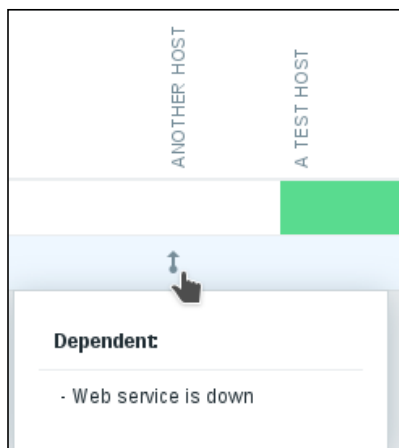 ANOTHER HOST
A TEST HOST
Dependent:
- Web service is down